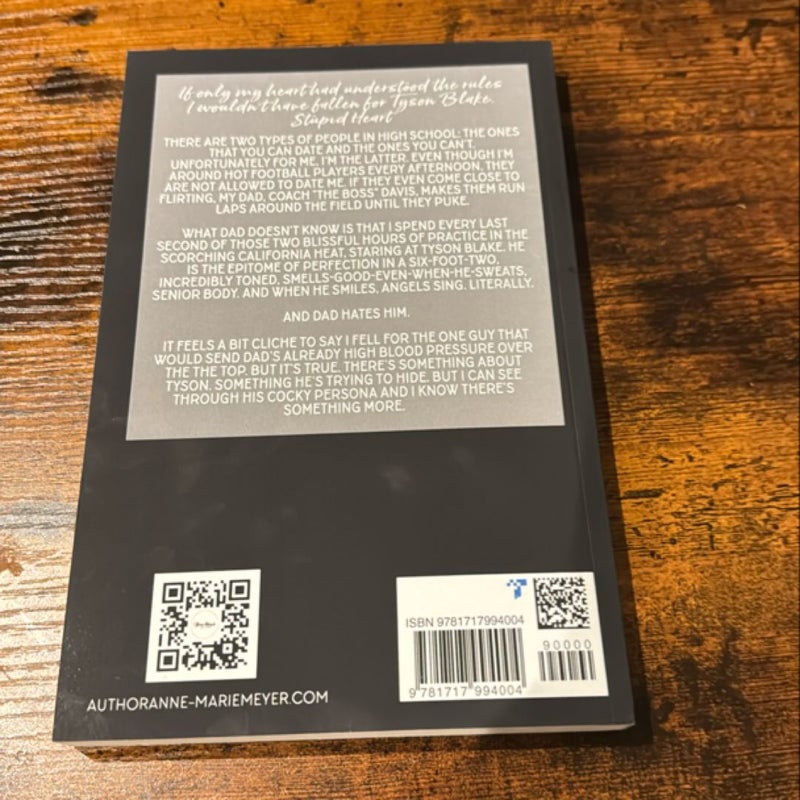 If only my heart had understood the rules
I wouldn't have fallen for Tyson Blake.
Stupid Heart
THERE ARE TWO TYPES OF PEOPLE IN HIGH SCHOOL: THE ONES
THAT YOU CAN DATE AND THE ONES YOU CAN'T.
UNFORTUNATELY FOR ME, I'M THE LATTER. EVEN THOUGH I'M
AROUND HOT FOOTBALL PLAYERS EVERY AFTERNOON, THEY
ARE NOT ALLOWED TO DATE ME. IF THEY EVEN COME CLOSE TO
FLIRTING, MY DAD, COACH "THE BOSS" DAVIS, MAKES THEM RUN
LAPS AROUND THE FIELD UNTIL THEY PUKE.
WHAT DAD DOESN'T KNOW IS THAT I SPEND EVERY LAST
SECOND OF THOSE TWO BLISSFUL HOURS OF PRACTICE IN THE
SCORCHING CALIFORNIA HEAT, STARING AT TYSON BLAKE. HE
IS THE EPITOME OF PERFECTION IN A SIX-FOOT-TWO,
INCREDIBLY TONED, SMELLS-GOOD-EVEN-WHEN-HE-SWEATS,
SENIOR BODY. AND WHEN HE SMILES, ANGELS SING. LITERALLY.
AND DAD HATES HIM.
IT FEELS A BIT CLICHE TO SAY I FELL FOR THE ONE GUY THAT
WOULD SEND DAD'S ALREADY HIGH BLOOD PRESSURE OVER
THE THE TOP. BUT IT'S TRUE. THERE'S SOMETHING ABOUT
TYSON. SOMETHING HE'S TRYING TO HIDE. BUT I CAN SEE
THROUGH HIS COCKY PERSONA AND I KNOW THERE'S
SOMETHING MORE.
AUTHORANNE-MARIEMEYER.COM
ISBN 9781717994004
90000
9 781717 994004